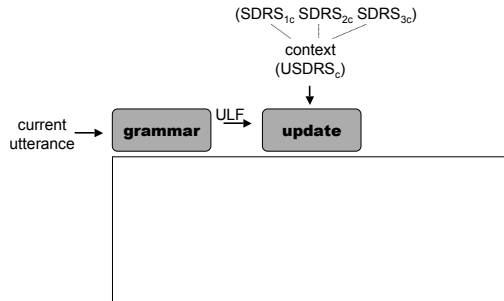 (SDRS1c SDRS2c SDRS3c)
context
(USDRSc)
ULF
current
utterance
grammar
update